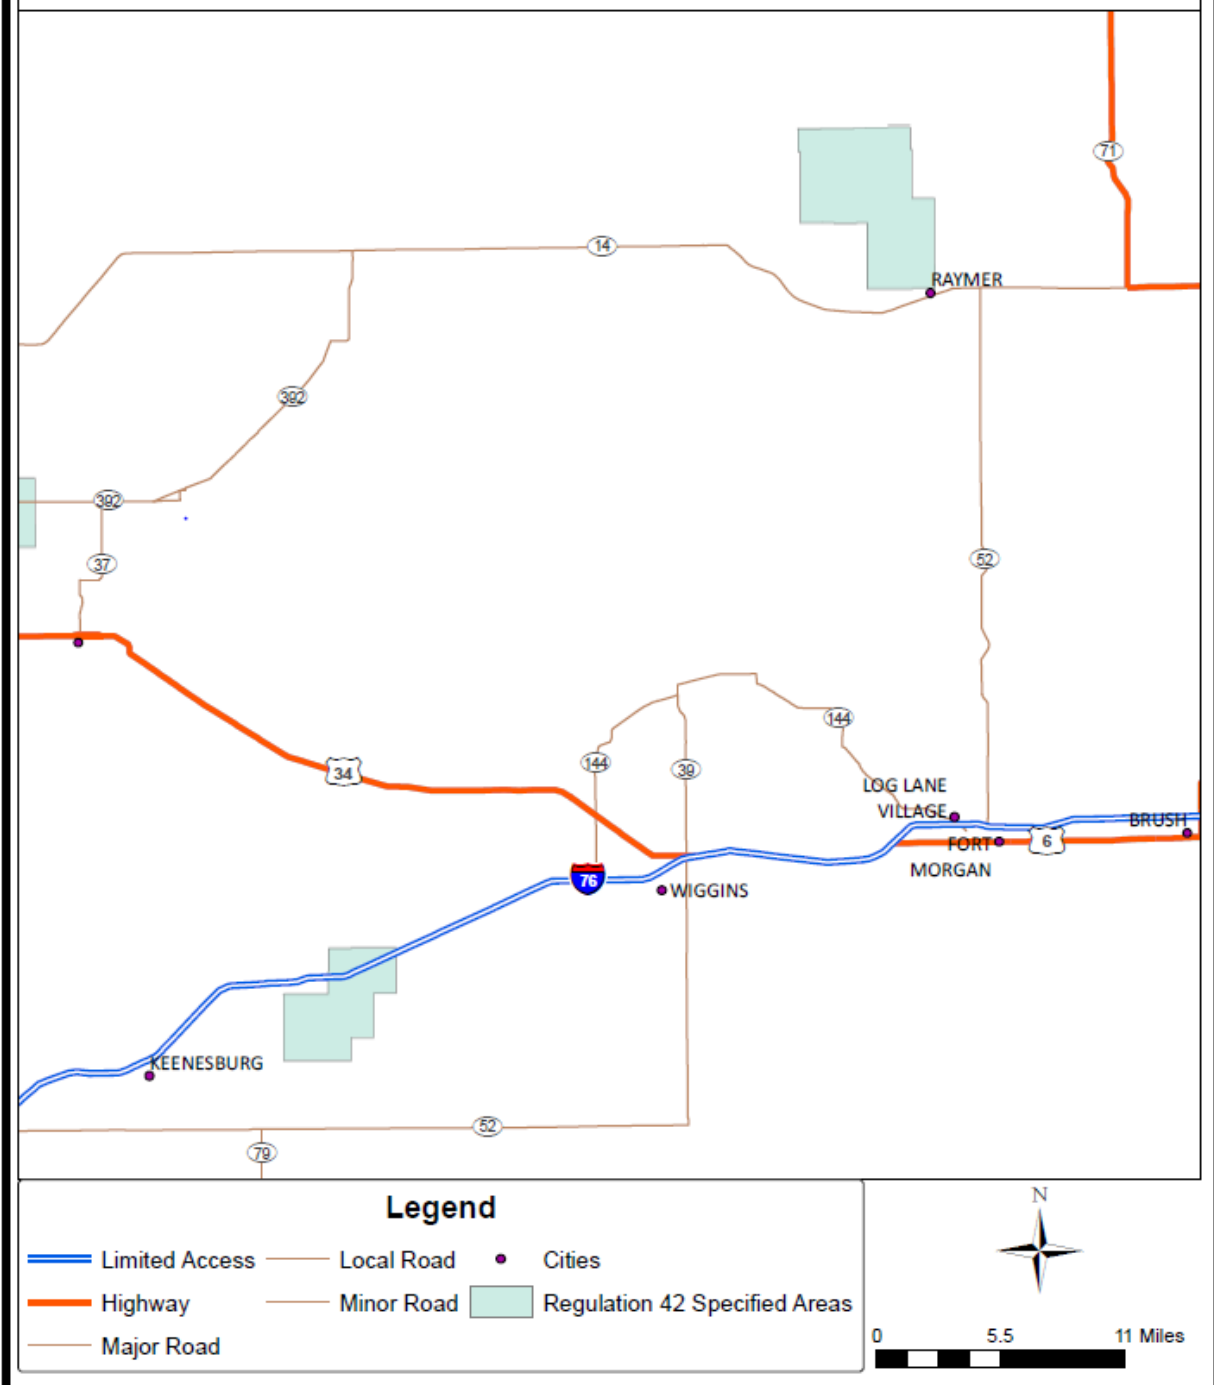 71
14
RAYMER
392
392
37
52
144
34
144
39
LOG LANE
VILLAGE
BRUSH
FORT
6
MORGAN
76
WIGGINS
KEENESBURG
52
79
Legend
Limited Access
Local Road
Cities
Highway
Minor Road
Regulation 42 Specified Areas
Major Road
N
0 5.5 11 Miles